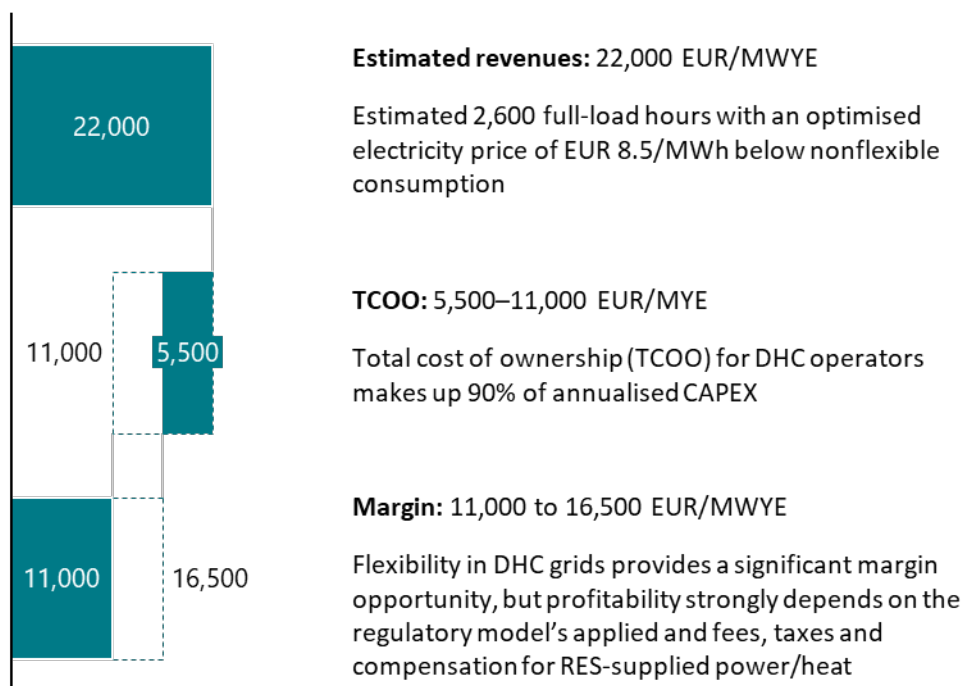 22,000
Estimated revenues: 22,000 EUR/MWYE
Estimated 2,600 full-load hours with an optimised
electricity price of EUR 8.5/MWh below nonflexible
consumption
11,000
5,500
TCOO: 5,500–11,000 EUR/MYE
Total cost of ownership (TCOO) for DHC operators
makes up 90% of annualised CAPEX
11,000
16,500
Margin: 11,000 to 16,500 EUR/MWYE
Flexibility in DHC grids provides a significant margin
opportunity, but profitability strongly depends on the
regulatory model's applied and fees, taxes and
compensation for RES-supplied power/heat